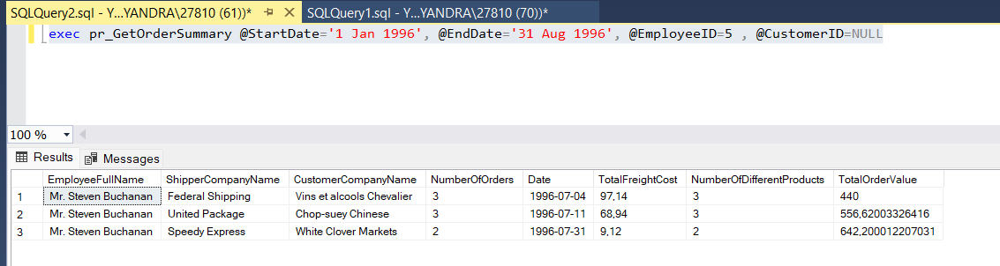 SQLQuery2.sql - Y...YANDRA\27810 (61))* SQLQuery1.sql - Y...YANDRA\27810 (70))*
exec pr_GetOrderSummary @StartDate='1 Jan 1996', @EndDate='31 Aug 1996', @EmployeeID=5 , @CustomerID=NULL
100 %
Results Messages
EmployeeFullName ShipperCompanyName CustomerCompanyName NumberOfOrders Date TotalFreightCost NumberOfDifferentProducts TotalOrderValue
1 Mr. Steven Buchanan Federal Shipping Vins et alcools Chevalier 3 1996-07-04 97,14 3 440
2 Mr. Steven Buchanan United Package Chop-suey Chinese 3 1996-07-11 68,94 3 556,62003326416
3 Mr. Steven Buchanan Speedy Express White Clover Markets 2 1996-07-31 9,12 2 642,200012207031